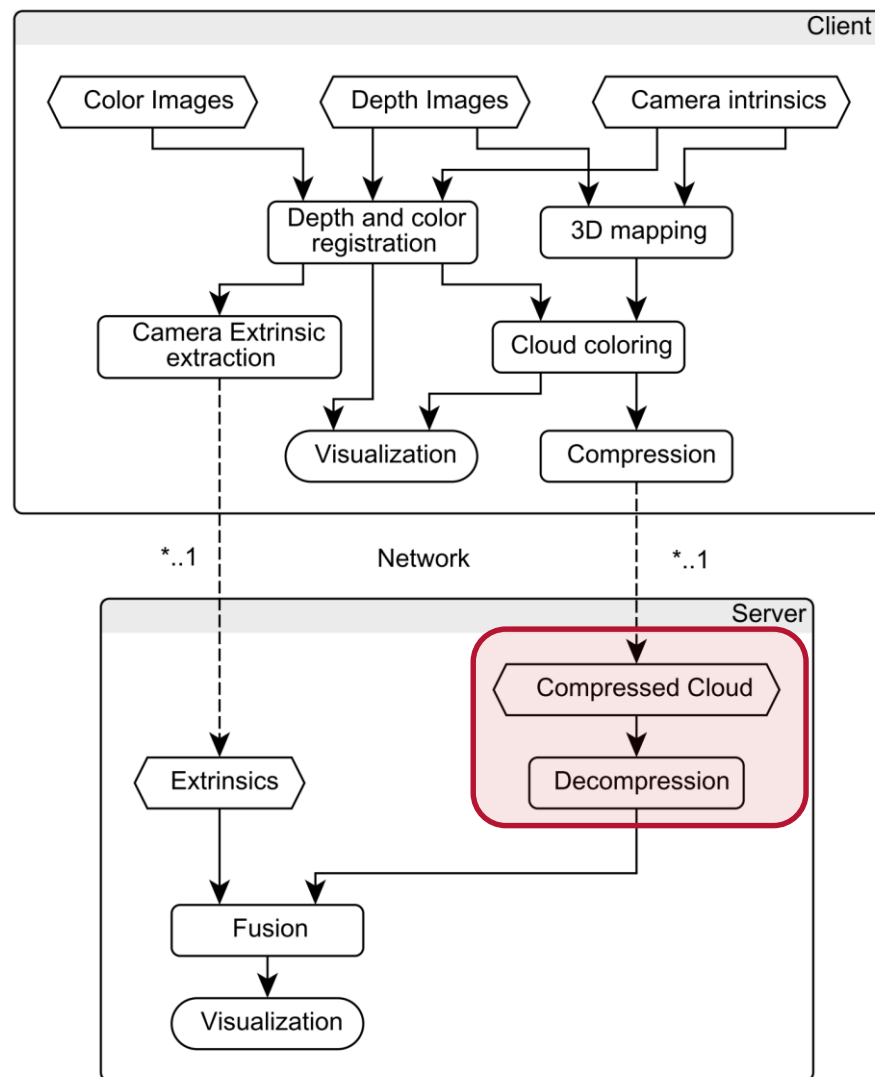 Client
Color Images
Depth Images
Camera intrinsics
Depth and color
registration
3D mapping
Camera Extrinsic
extraction
Cloud coloring
Visualization
Compression
*..1
Network
*..1
Server
Compressed Cloud
Extrinsics
Decompression
Fusion
Visualization